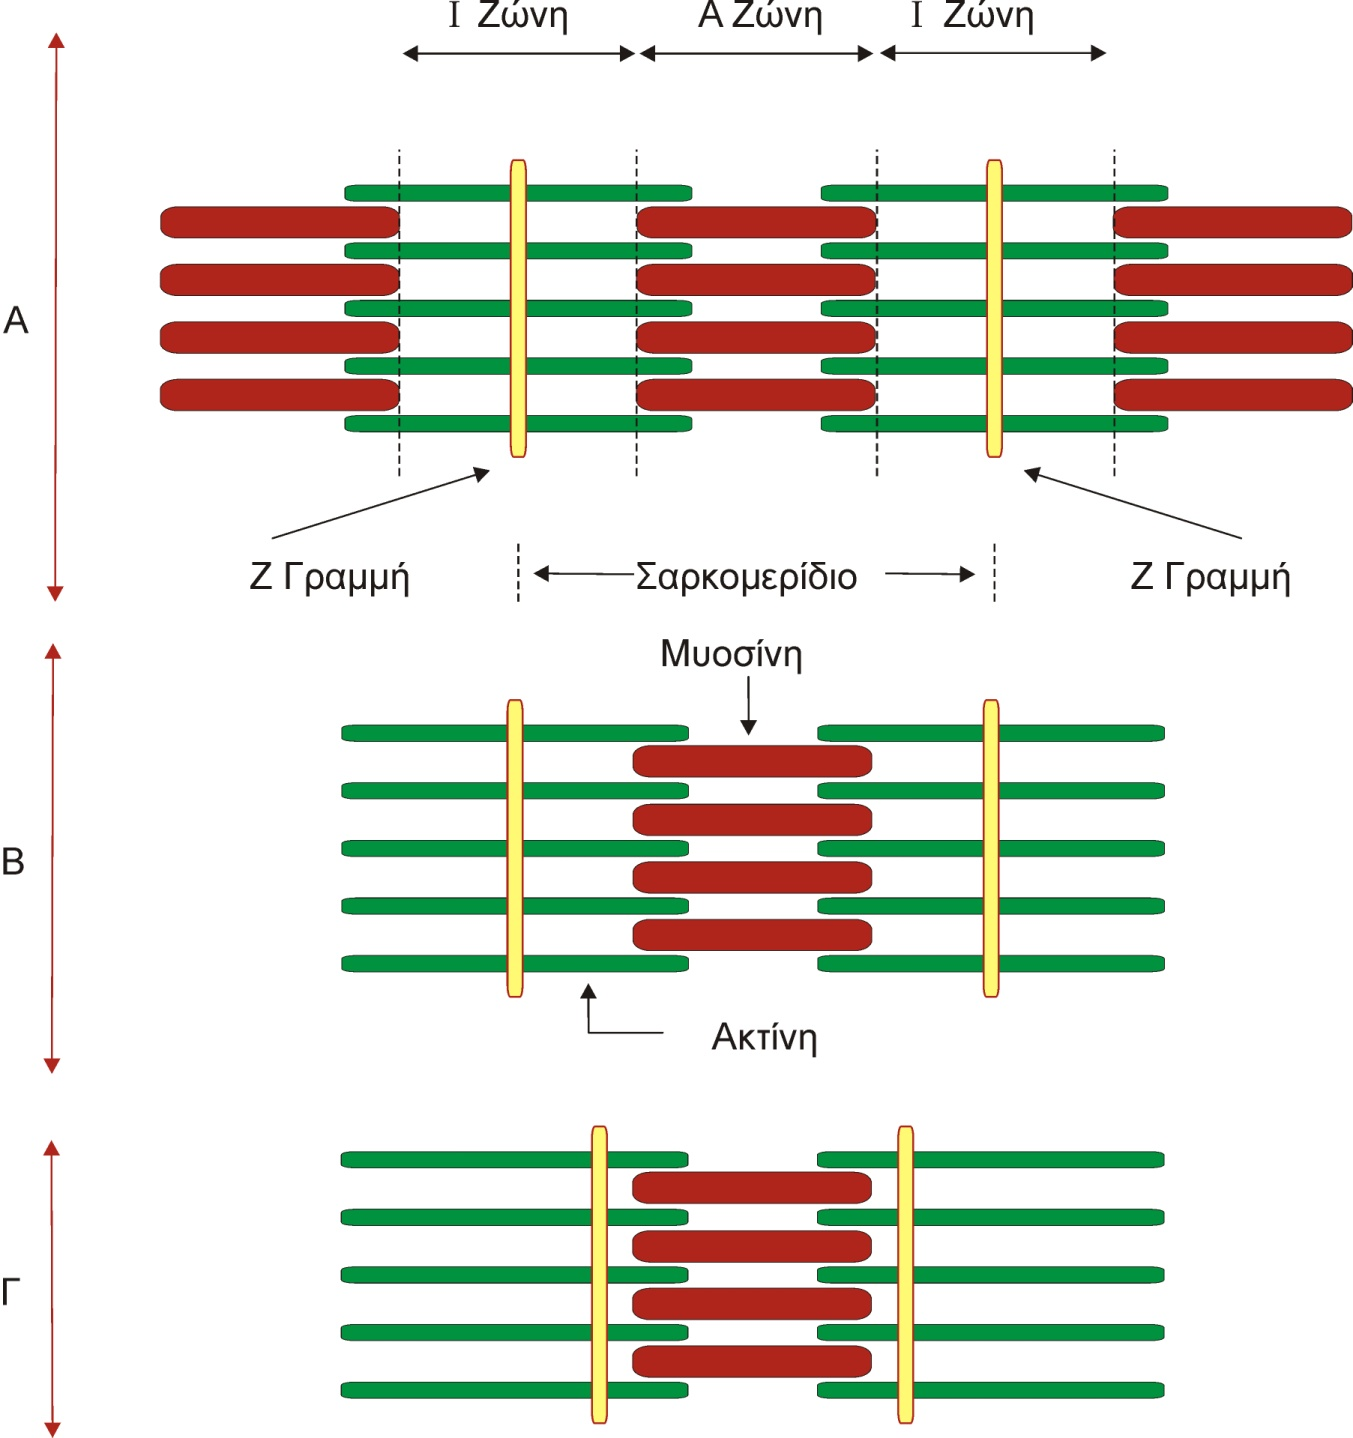 Ι Ζώνη
Α Ζώνη
Ι Ζώνη
Α
Ζ Γραμμή
Σαρκομερίδιο
Ζ Γραμμή
Μυοσίνη
Β
Ακτίνη
Γ